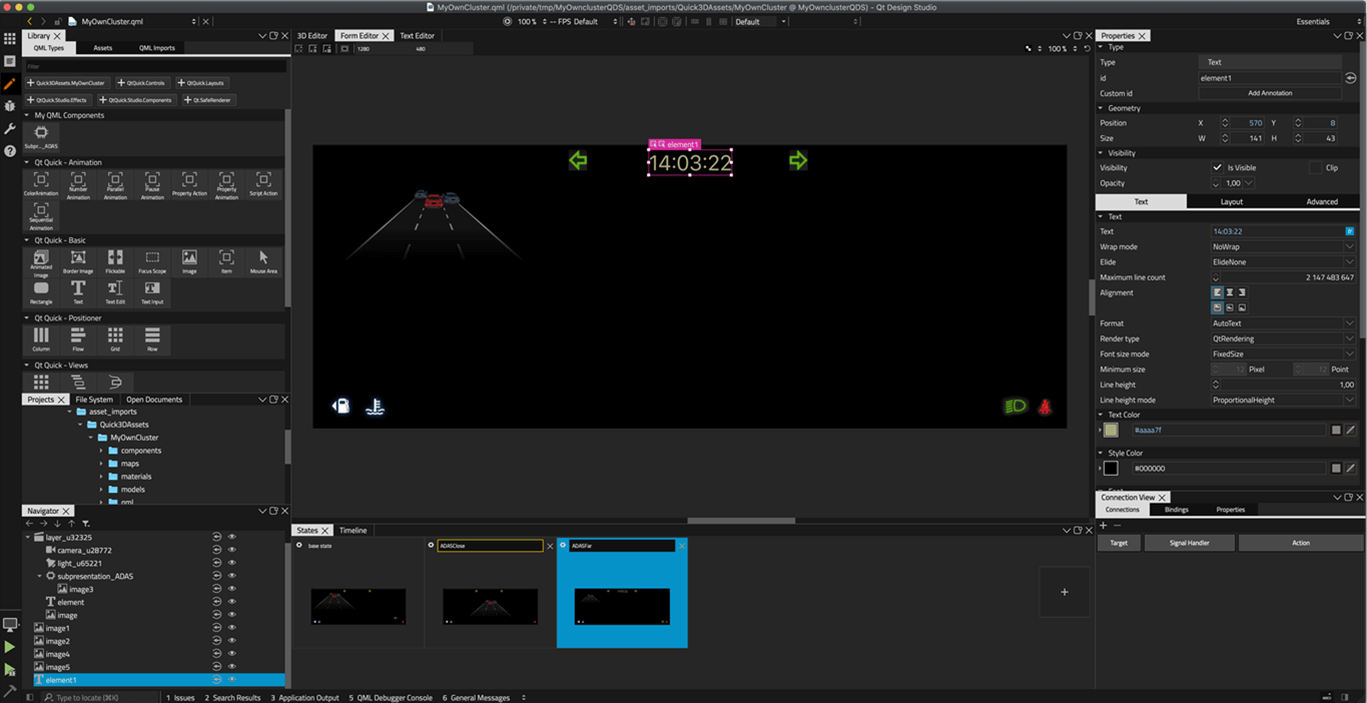 MyOwnCluster.qml (/private/tmp/MyOwnclusterQDS/asset_imports/Quick3DAssets/MyOwnCluster @ MyOwnclusterQDS) - Qt Design Studio
MyOwnCluster.qml
100 %
-- FPS Default
Default
Essentials
Library
QML Types
Assets
QML Imports
Filter
+ Quick3DAssets.MyOwnCluster
+ QtQuick.Controls
+ QtQuick.Layouts
+ QtQuick.Studio.Effects
+ QtQuick.Studio.Components
+ Qt.SafeRenderer
My QML Components
Subpr..._ADAS
Qt Quick - Animation
ColorAnimation
Number Animation
Parallel Animation
Pause Animation
Property Action
Property Animation
Script Action
Sequential Animation
Qt Quick - Basic
Animated Image
Border Image
Flickable
Focus Scope
Image
Item
Mouse Area
Rectangle
Text
Text Edit
Text Input
Qt Quick - Positioner
Column
Flow
Grid
Row
Qt Quick - Views
Projects
File System
Open Documents
asset_imports
Quick3DAssets
MyOwnCluster
components
maps
materials
models
qml
Navigator
layer_u32325
camera_u28772
light_u65221
subpresentation_ADAS
image3
element
image
image1
image2
image4
image5
element1
3D Editor
Form Editor
Text Editor
1280
480
100 %
element1
14:03:22
States
Timeline
base state
ADASClose
ADASFar
+
Properties
Type
Type
Text
id
element1
Custom id
Add Annotation
Geometry
Position
X
570
Y
8
Size
W
141
H
43
Visibility
Visibility
Is Visible
Clip
Opacity
1,00
Text
Layout
Advanced
Text
Text
14:03:22
Wrap mode
NoWrap
Elide
ElideNone
Maximum line count
2 147 483 647
Alignment
Format
AutoText
Render type
QtRendering
Font size mode
FixedSize
Minimum size
12
Pixel
12
Point
Line height
1,00
Line height mode
ProportionalHeight
Text Color
#aaaa7f
Style Color
#000000
Connection View
Connections
Bindings
Properties
Target
Signal Handler
Action
Type to locate (⌘K)
1 Issues
2 Search Results
3 Application Output
5 QML Debugger Console
6 General Messages